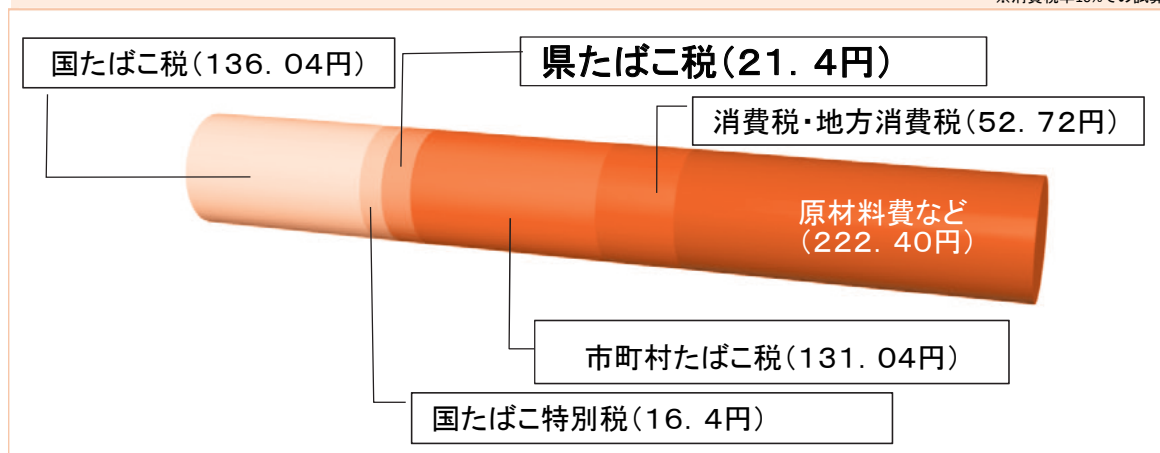 国たばこ税(136.04円)
県たばこ税(21.4円)
消費税・地方消費税(52.72円)
原材料費など
(222.40円)
市町村たばこ税(131.04円)
国たばこ特別税(16.4円)